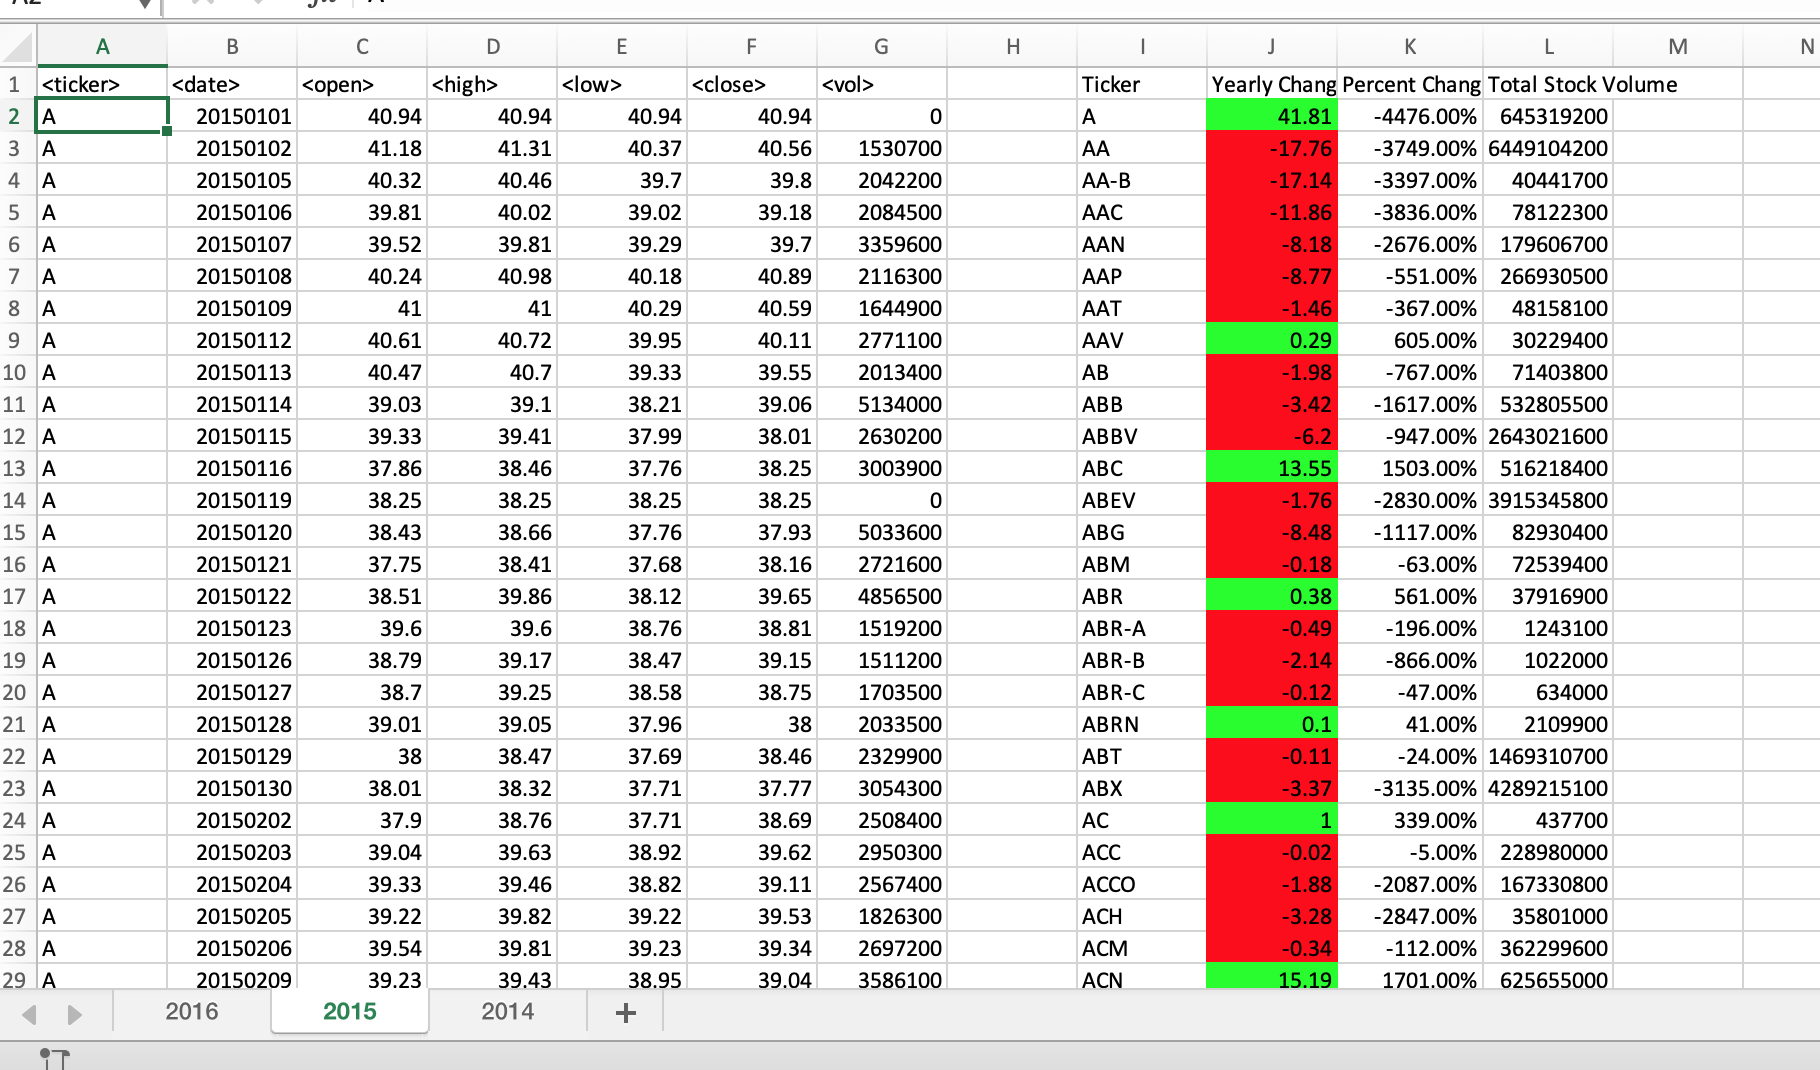 A B C D E F G H I J K L M N
1 <ticker> <date> <open> <high> <low> <close> <vol> Ticker Yearly Chang Percent Chang Total Stock Volume
2 A 20150101 40.94 40.94 40.94 40.94 0 A 41.81 -4476.00% 645319200
3 A 20150102 41.18 41.31 40.37 40.56 1530700 AA -17.76 -3749.00% 6449104200
4 A 20150105 40.32 40.46 39.7 39.8 2042200 AA-B -17.14 -3397.00% 40441700
5 A 20150106 39.81 40.02 39.02 39.18 2084500 AAC -11.86 -3836.00% 78122300
6 A 20150107 39.52 39.81 39.29 39.7 3359600 AAN -8.18 -2676.00% 179606700
7 A 20150108 40.24 40.98 40.18 40.89 2116300 AAP -8.77 -551.00% 266930500
8 A 20150109 41 41 40.29 40.59 1644900 AAT -1.46 -367.00% 48158100
9 A 20150112 40.61 40.72 39.95 40.11 2771100 AAV 0.29 605.00% 30229400
10 A 20150113 40.47 40.7 39.33 39.55 2013400 AB -1.98 -767.00% 71403800
11 A 20150114 39.03 39.1 38.21 39.06 5134000 ABB -3.42 -1617.00% 532805500
12 A 20150115 39.33 39.41 37.99 38.01 2630200 ABBV -6.2 -947.00% 2643021600
13 A 20150116 37.86 38.46 37.76 38.25 3003900 ABC 13.55 1503.00% 516218400
14 A 20150119 38.25 38.25 38.25 38.25 0 ABEV -1.76 -2830.00% 3915345800
15 A 20150120 38.43 38.66 37.76 37.93 5033600 ABG -8.48 -1117.00% 82930400
16 A 20150121 37.75 38.41 37.68 38.16 2721600 ABM -0.18 -63.00% 72539400
17 A 20150122 38.51 39.86 38.12 39.65 4856500 ABR 0.38 561.00% 37916900
18 A 20150123 39.6 39.6 38.76 38.81 1519200 ABR-A -0.49 -196.00% 1243100
19 A 20150126 38.79 39.17 38.47 39.15 1511200 ABR-B -2.14 -866.00% 1022000
20 A 20150127 38.7 39.25 38.58 38.75 1703500 ABR-C -0.12 -47.00% 634000
21 A 20150128 39.01 39.05 37.96 38 2033500 ABRN 0.1 41.00% 2109900
22 A 20150129 38 38.47 37.69 38.46 2329900 ABT -0.11 -24.00% 1469310700
23 A 20150130 38.01 38.32 37.71 37.77 3054300 ABX -3.37 -3135.00% 4289215100
24 A 20150202 37.9 38.76 37.71 38.69 2508400 AC 1 339.00% 437700
25 A 20150203 39.04 39.63 38.92 39.62 2950300 ACC -0.02 -5.00% 228980000
26 A 20150204 39.33 39.46 38.82 39.11 2567400 ACCO -1.88 -2087.00% 167330800
27 A 20150205 39.22 39.82 39.22 39.53 1826300 ACH -3.28 -2847.00% 35801000
28 A 20150206 39.54 39.81 39.23 39.34 2697200 ACM -0.34 -112.00% 362299600
29 A 20150209 39.23 39.43 38.95 39.04 3586100 ACN 15.19 1701.00% 625655000
2016 2015 2014 +